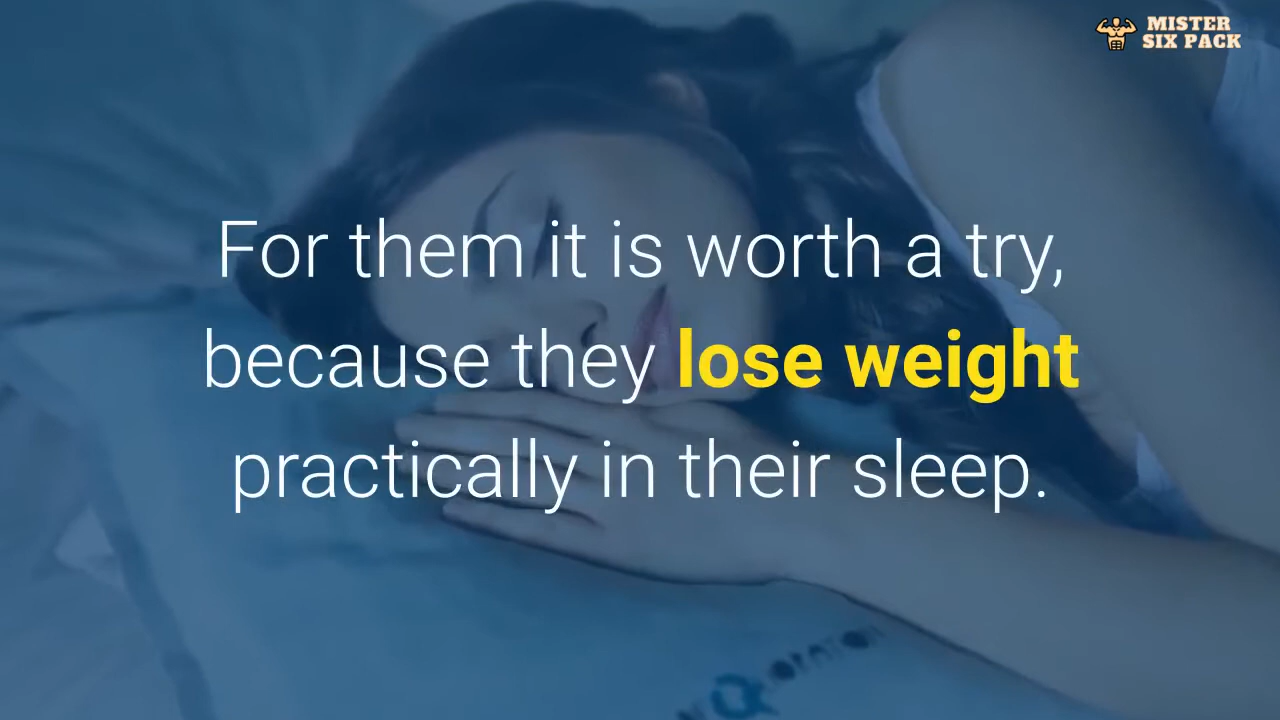 MISTER
SIX PACK
For them it is worth a try,
because they lose weight
practically in their sleep.